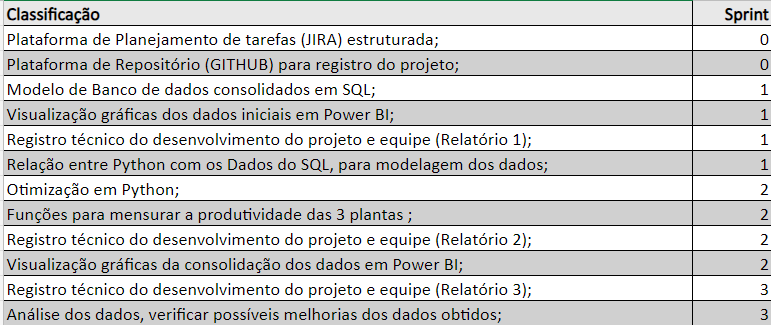 Classificação Sprint
Plataforma de Planejamento de tarefas (JIRA) estruturada; 0
Plataforma de Repositório (GITHUB) para registro do projeto; 0
Modelo de Banco de dados consolidados em SQL; 1
Visualização gráficas dos dados iniciais em Power BI; 1
Registro técnico do desenvolvimento do projeto e equipe (Relatório 1); 1
Relação entre Python com os Dados do SQL, para modelagem dos dados; 1
Otimização em Python; 2
Funções para mensurar a produtividade das 3 plantas ; 2
Registro técnico do desenvolvimento do projeto e equipe (Relatório 2); 2
Visualização gráficas da consolidação dos dados em Power BI; 2
Registro técnico do desenvolvimento do projeto e equipe (Relatório 3); 3
Análise dos dados, verificar possíveis melhorias dos dados obtidos; 3